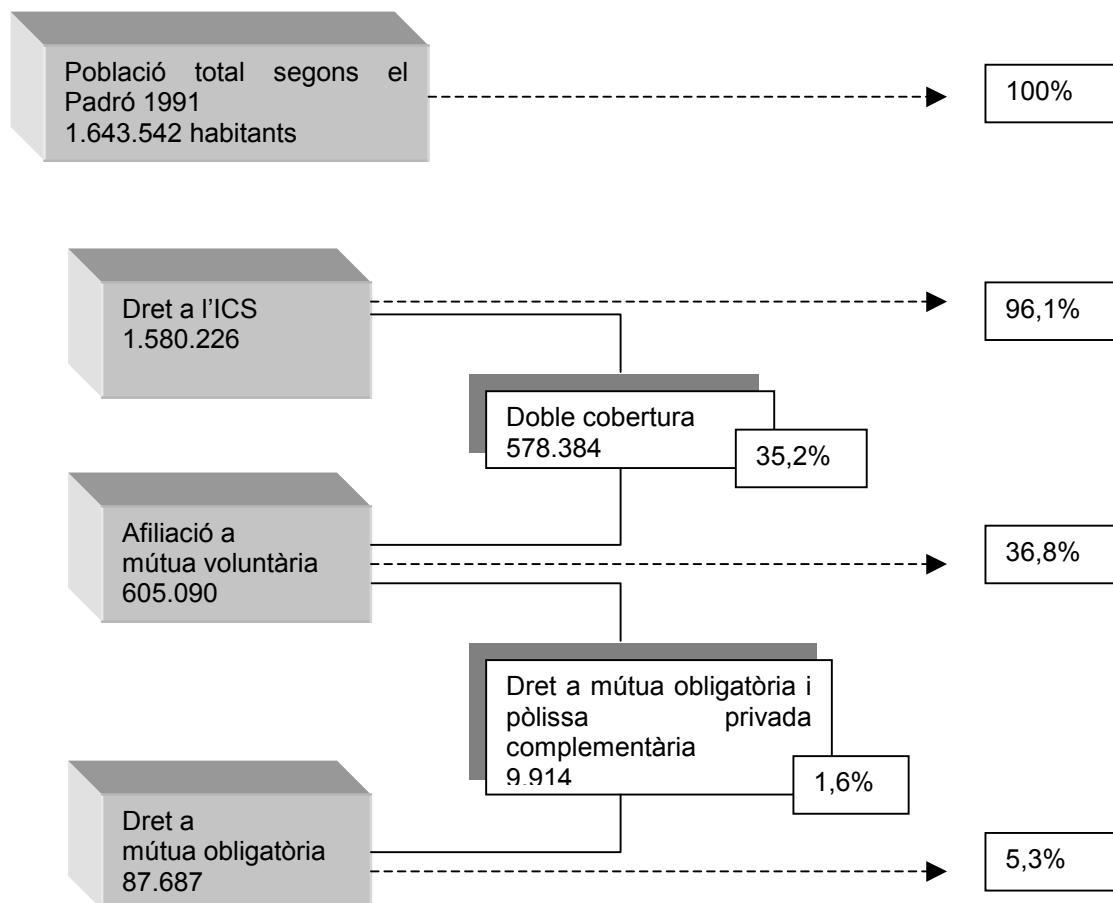 Població total segons el
Padró 1991
1.643.542 habitants
100%
Dret a l’ICS
1.580.226
96,1%
Doble cobertura
578.384
35,2%
Afiliació a
mútua voluntària
605.090
36,8%
Dret a mútua obligatòria i
pòlissa privada
complementària
9.914
1,6%
Dret a
mútua obligatòria
87.687
5,3%